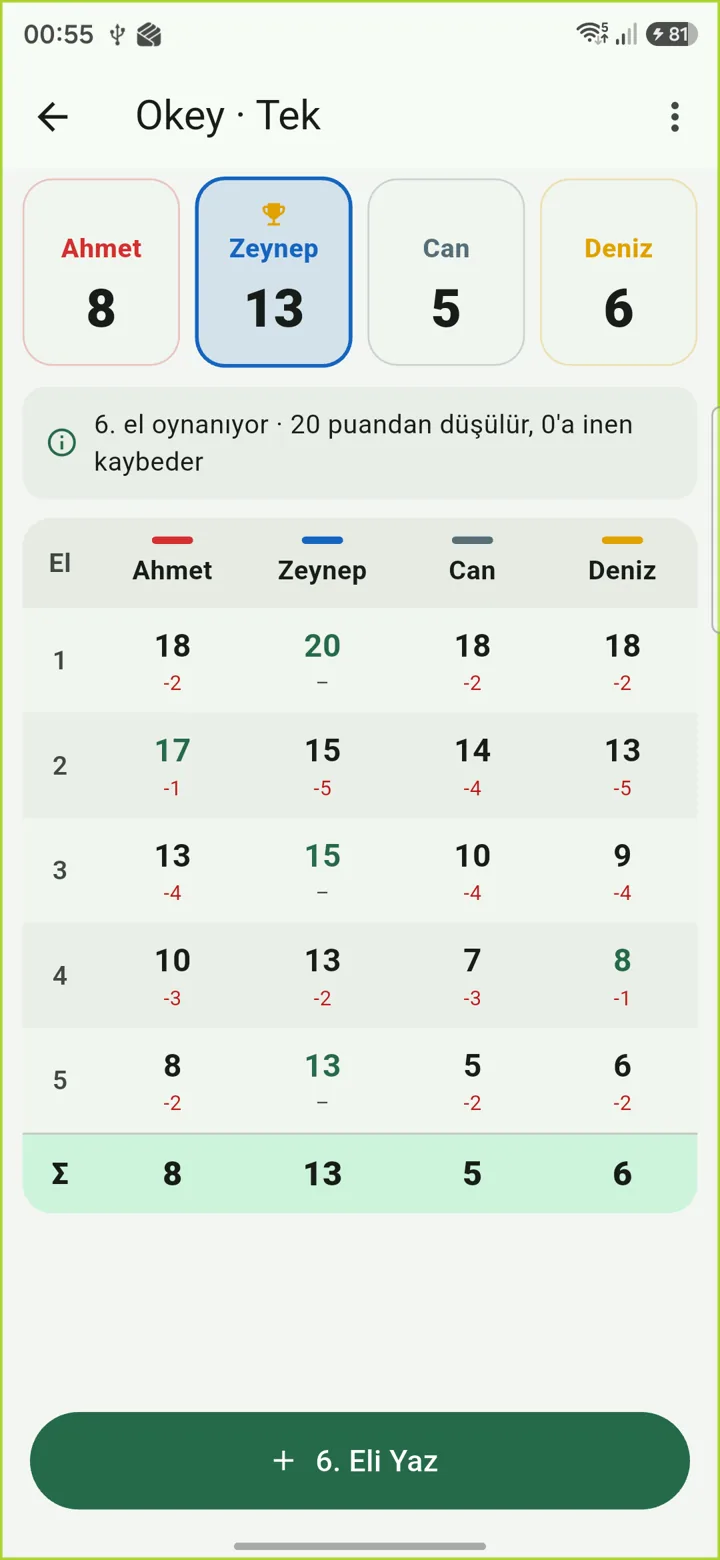 00:55
5
81
Okey · Tek
Ahmet
8
Zeynep
13
Can
5
Deniz
6
6. el oynanıyor · 20 puandan düşülür, 0'a inen
kaybeder
El Ahmet Zeynep Can Deniz
1 18 20 18 18
-2 – -2 -2
2 17 15 14 13
-1 -5 -4 -5
3 13 15 10 9
-4 – -4 -4
4 10 13 7 8
-3 -2 -3 -1
5 8 13 5 6
-2 – -2 -2
Σ 8 13 5 6
+ 6. Eli Yaz